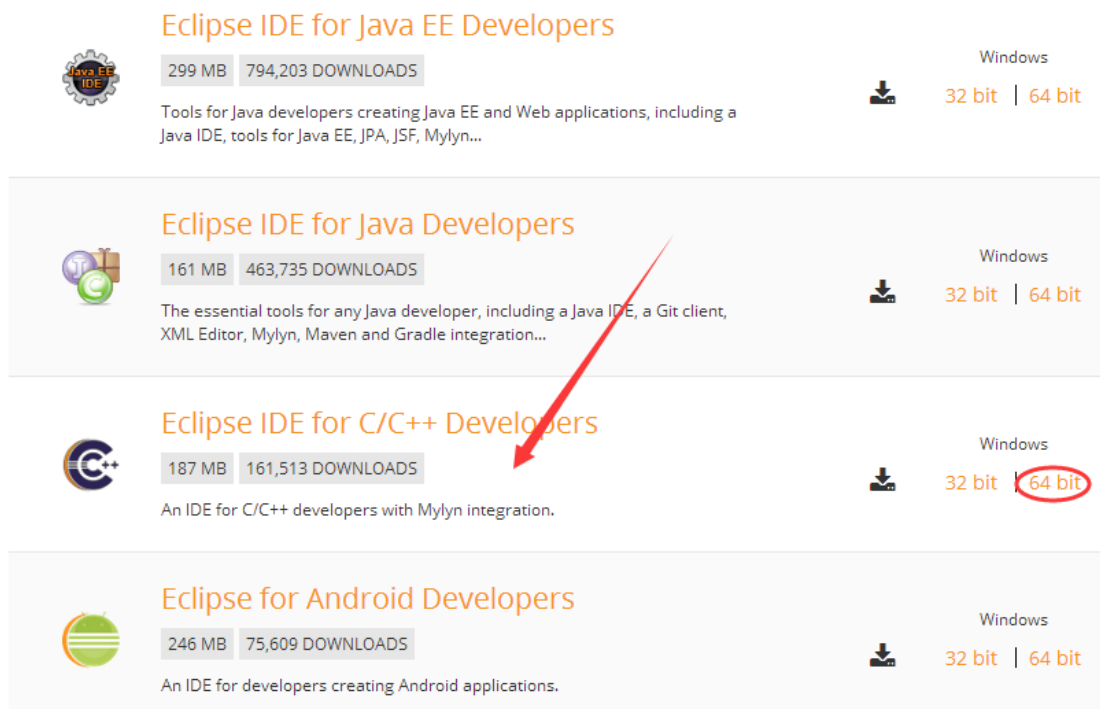 Eclipse IDE for Java EE Developers
Java EE
IDE
299 MB 794,203 DOWNLOADS
Windows
32 bit | 64 bit
Tools for Java developers creating Java EE and Web applications, including a
Java IDE, tools for Java EE, JPA, JSF, Mylyn...
Eclipse IDE for Java Developers
J
C
161 MB 463,735 DOWNLOADS
Windows
32 bit | 64 bit
The essential tools for any Java developer, including a Java IDE, a Git client,
XML Editor, Mylyn, Maven and Gradle integration...
Eclipse IDE for C/C++ Developers
C++
187 MB 161,513 DOWNLOADS
Windows
32 bit | 64 bit
An IDE for C/C++ developers with Mylyn integration.
Eclipse for Android Developers
246 MB 75,609 DOWNLOADS
Windows
32 bit | 64 bit
An IDE for developers creating Android applications.